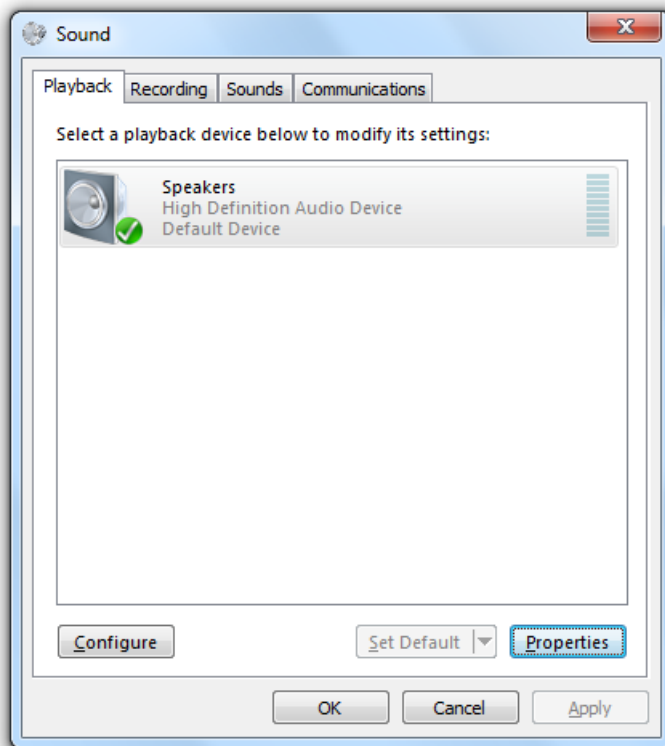 Sound
Playback Recording Sounds Communications
Select a playback device below to modify its settings:
Speakers
High Definition Audio Device
Default Device
Configure Set Default Properties
OK Cancel Apply